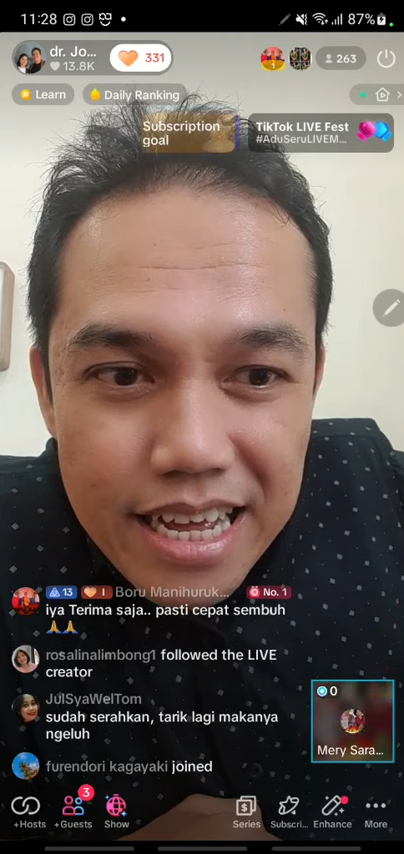 11:28
87%
dr. Jo...
13.8K
331
1
263
Learn
Daily Ranking
Subscription
goal
TikTok LIVE Fest
#AduSeruLIVEM...
13 I Boru Manihuruk... No. 1
iya Terima saja.. pasti cepat sembuh
🙏🙏
rosalinalimbong1 followed the LIVE
creator
JulSyaWelTom
sudah serahkan, tarik lagi makanya
ngeluh
furendori kagayaki joined
0
Mery Sara...
3
+Hosts
+Guests
Show
Series
Subscri...
Enhance
More